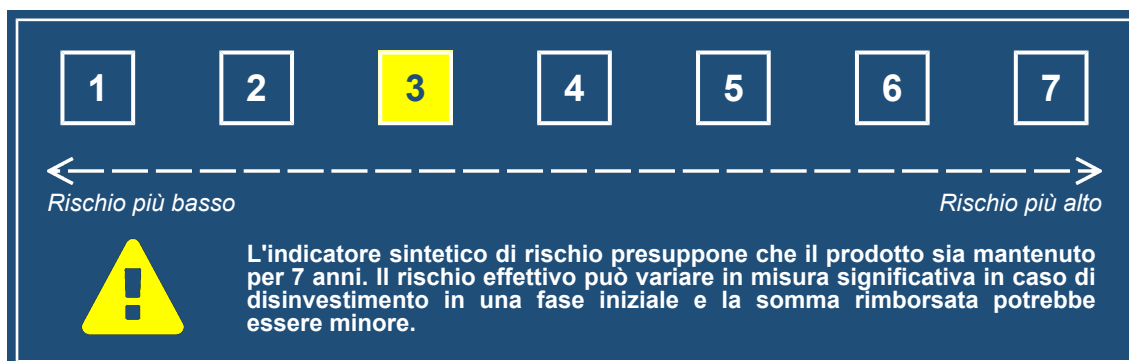 1 2 3 4 5 6 7
Rischio più basso Rischio più alto
L'indicatore sintetico di rischio presuppone che il prodotto sia mantenuto
per 7 anni. Il rischio effettivo può variare in misura significativa in caso di
disinvestimento in una fase iniziale e la somma rimborsata potrebbe
essere minore.